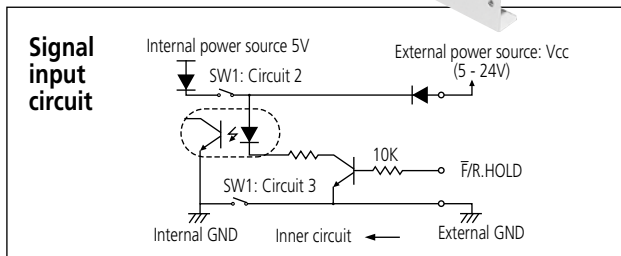 Signal
input
circuit
Internal power source 5V
External power source: Vcc
(5 - 24V)
SW1: Circuit 2
10K
F̅/R.HOLD
SW1: Circuit 3
Internal GND
Inner circuit
External GND